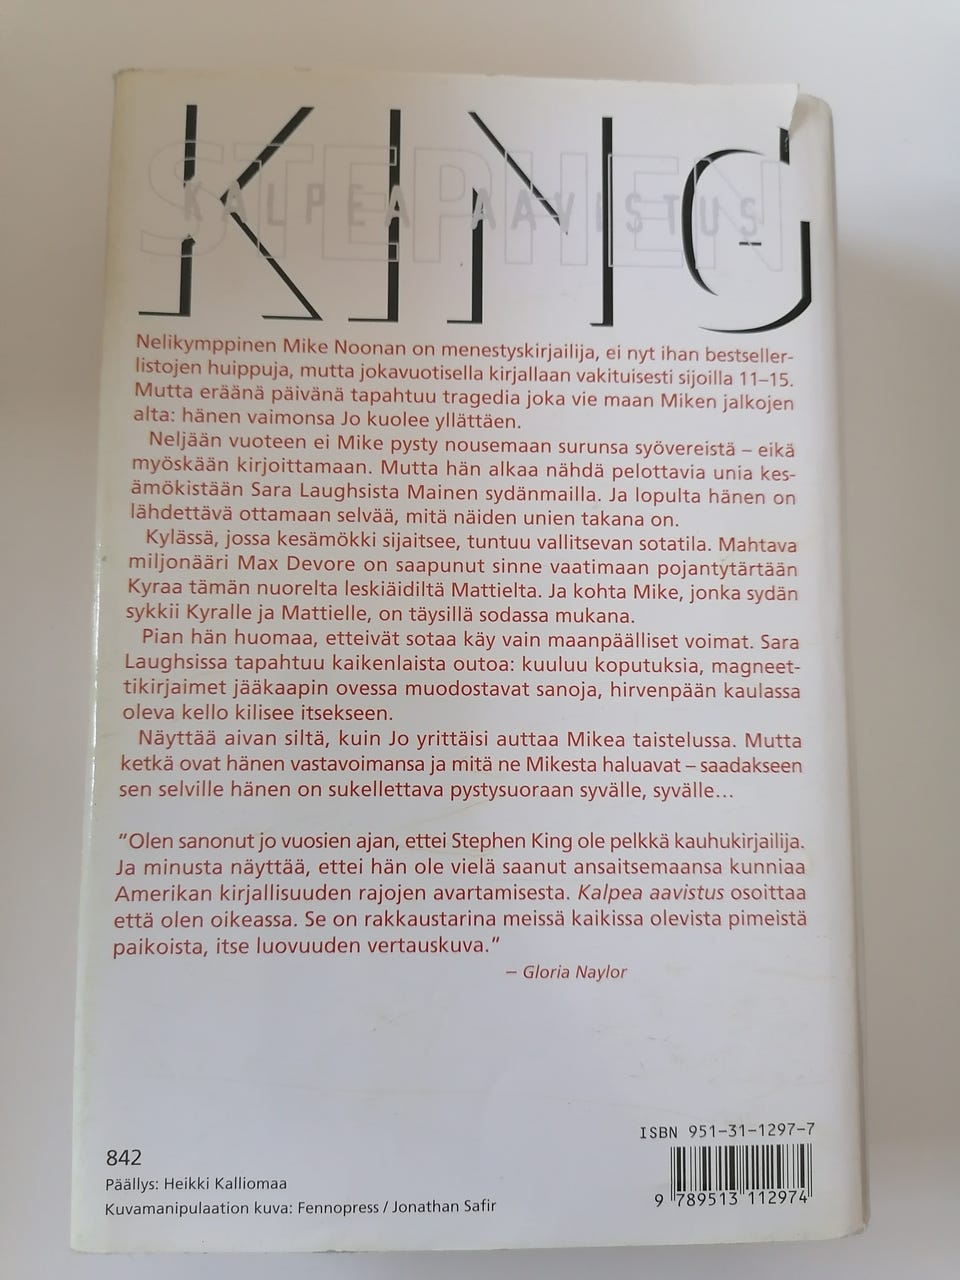 STEPHEN
KING
KALPEA AAVISTUS
Nelikymppinen Mike Noonan on menestyskirjailija, ei nyt ihan bestseller-
listojen huippuja, mutta jokavuotisella kirjallaan vakituisesti sijoilla 11–15.
Mutta eräänä päivänä tapahtuu tragedia joka vie maan Miken jalkojen
alta: hänen vaimonsa Jo kuolee yllättäen.
Neljään vuoteen ei Mike pysty nousemaan surunsa syövereistä – eikä
myöskään kirjoittamaan. Mutta hän alkaa nähdä pelottavia unia kes-
ämökistään Sara Laughsista Mainen sydänmailla. Ja lopulta hänen on
lähdettävä ottamaan selvää, mitä näiden unien takana on.
Kylässä, jossa kesämökki sijaitsee, tuntuu vallitsevan sotatila. Mahtava
miljonääri Max Devore on saapunut sinne vaatimaan pojantytärtään
Kyraa tämän nuorelta leskiäidiltä Mattielta. Ja kohta Mike, jonka sydän
sykkii Kyralle ja Mattielle, on täysillä sodassa mukana.
Pian hän huomaa, etteivät sotaa käy vain maanpäälliset voimat. Sara
Laughsissa tapahtuu kaikenlaista outoa: kuuluu koputuksia, magneet-
tikirjaimet jääkaapin ovessa muodostavat sanoja, hirvenpään kaulassa
oleva kello kilisee itsekseen.
Näyttää aivan siltä, kuin Jo yrittäisi auttaa Mikea taistelussa. Mutta
ketkä ovat hänen vastavoimansa ja mitä ne Mikesta haluavat – saadakseen
sen selville hänen on sukellettava pystysuoraan syvälle, syvälle…
”Olen sanonut jo vuosien ajan, ettei Stephen King ole pelkkä kauhukirjailija.
Ja minusta näyttää, ettei hän ole vielä saanut ansaitsemaansa kunniaa
Amerikan kirjallisuuden rajojen avartamisesta. Kalpea aavistus osoittaa
että olen oikeassa. Se on rakkaustarina meissä kaikissa olevista pimeistä
paikoista, itse luovuuden vertauskuva.”
– Gloria Naylor
ISBN 951-31-1297-7
9 789513 112974
842
Päällys: Heikki Kalliomaa
Kuvamanipulaation kuva: Fennopress / Jonathan Safir